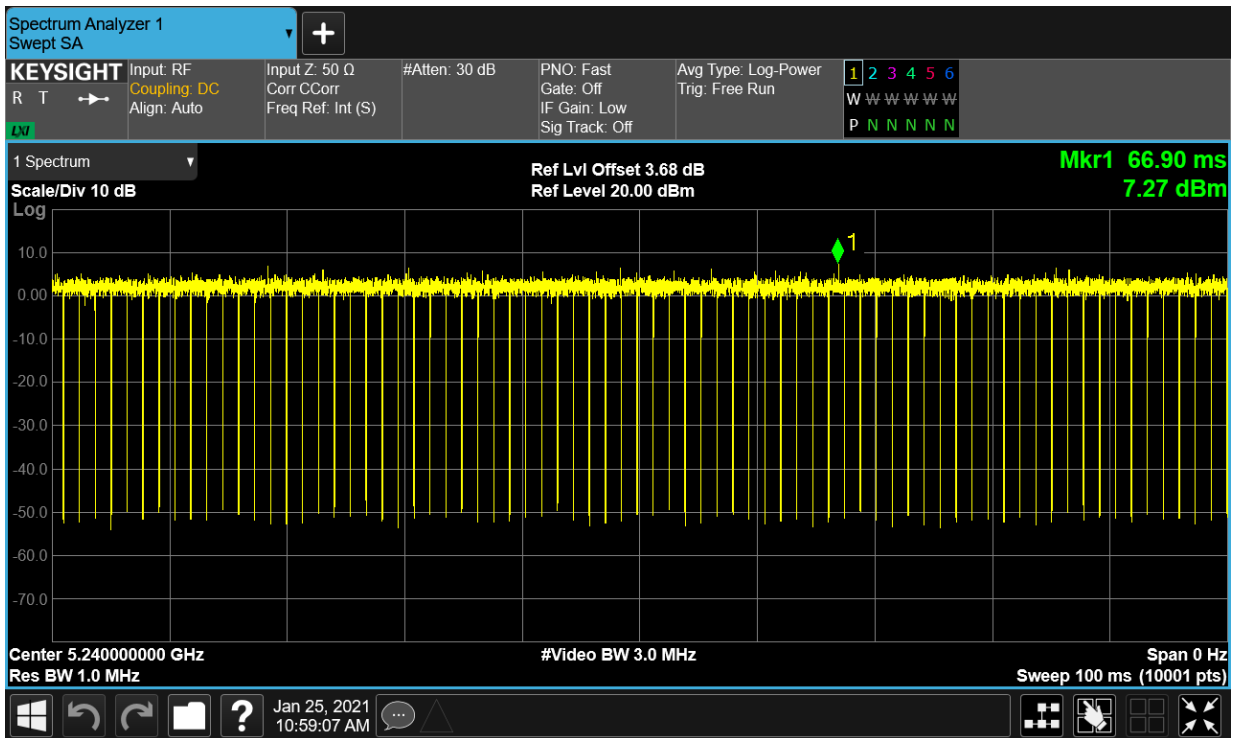 Spectrum Analyzer 1
Swept SA
KEYSIGHT
R T
LXI
Input: RF
Coupling: DC
Align: Auto
Input Z: 50 Ω
Corr CCorr
Freq Ref: Int (S)
#Atten: 30 dB
PNO: Fast
Gate: Off
IF Gain: Low
Sig Track: Off
Avg Type: Log-Power
Trig: Free Run
1 2 3 4 5 6
W W W W W W
P N N N N N
1 Spectrum
Scale/Div 10 dB
Log
Ref Lvl Offset 3.68 dB
Ref Level 20.00 dBm
Mkr1 66.90 ms
7.27 dBm
1
10.0
0.00
-10.0
-20.0
-30.0
-40.0
-50.0
-60.0
-70.0
Center 5.240000000 GHz
Res BW 1.0 MHz
#Video BW 3.0 MHz
Span 0 Hz
Sweep 100 ms (10001 pts)
?
Jan 25, 2021
10:59:07 AM